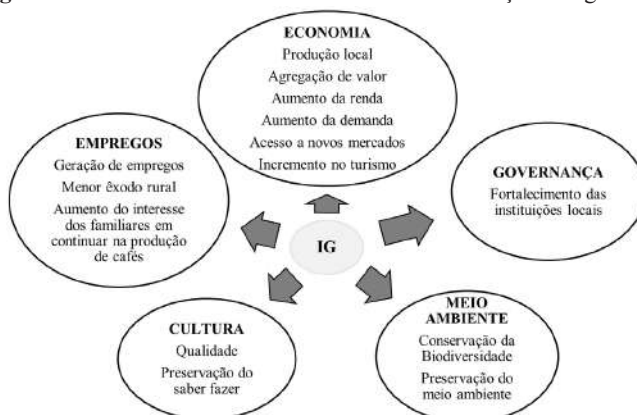 ECONOMIA
Produção local
Agregação de valor
Aumento da renda
Aumento da demanda
Acesso a novos mercados
Incremento no turismo
EMPREGOS
Geração de empregos
Menor êxodo rural
Aumento do interesse
dos familiares em
continuar na produção
de cafés
GOVERNANÇA
Fortalecimento das
instituições locais
IG
CULTURA
Qualidade
Preservação do
saber fazer
MEIO
AMBIENTE
Conservação da
Biodiversidade
Preservação do
meio ambiente